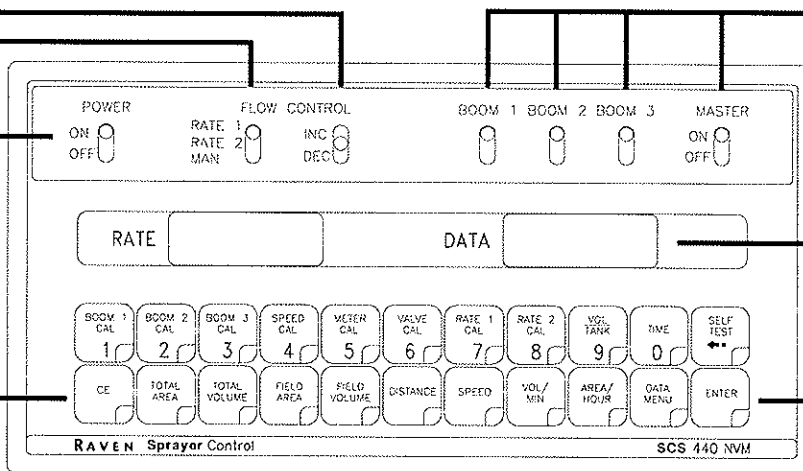 POWER
ON
OFF
FLOW CONTROL
RATE 1
RATE 2
MAN
INC
DEC
BOOM 1 BOOM 2 BOOM 3
MASTER
ON
OFF
RATE
DATA
BOOM 1
CAL
1
BOOM 2
CAL
2
BOOM 3
CAL
3
SPEED
CAL
4
METER
CAL
5
VALVE
CAL
6
RATE 1
CAL
7
RATE 2
CAL
8
VOL
TANK
9
TIME
0
SELF
TEST
CE
TOTAL
AREA
TOTAL
VOLUME
FIELD
AREA
FIELD
VOLUME
DISTANCE
SPEED
VOL/
MIN
AREA/
HOUR
DATA
MENU
ENTER
RAVEN Sprayer Control
SCS 440 NVM